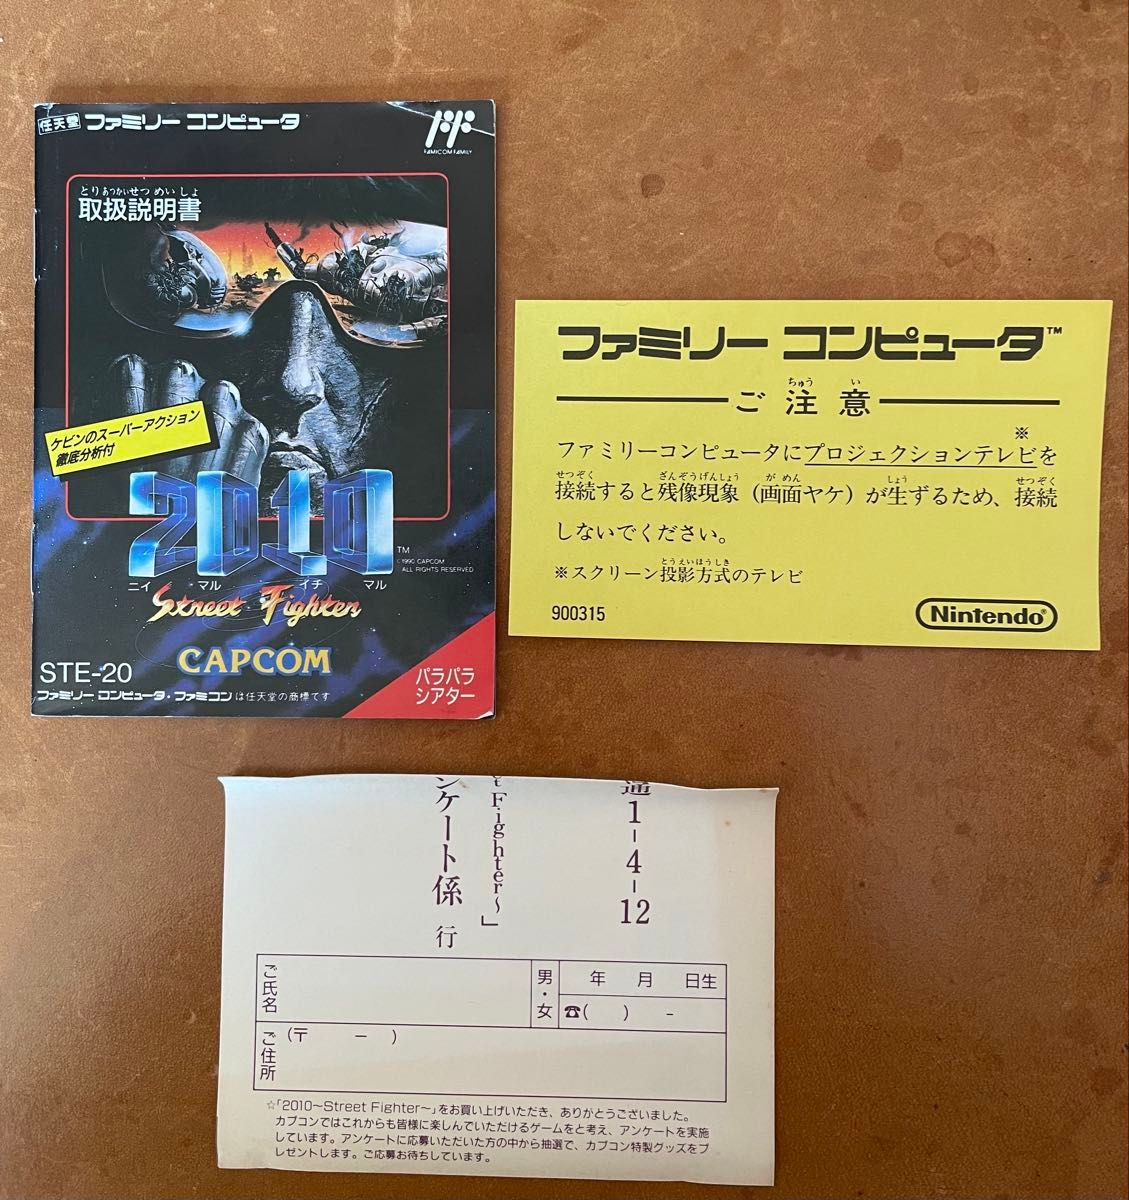 任天堂 ファミリー コンピュータ
FAMICOM FAMILY
とりあつかいせつめいしょ
取扱説明書
ケビンのスーパーアクション
徹底分析付
2010
TM
©1990 CAPCOM
ALL RIGHTS RESERVED
ニイ マル イチ マル
Street Fighter
CAPCOM
STE-20
ファミリー コンピュータ・ファミコンは任天堂の商標です
パラパラ
シアター
ファミリー コンピュータ™
ちゅう い
ご注意
※
ファミリーコンピュータにプロジェクションテレビを
せつぞく ざんぞうげんしょう がめん しょう せつぞく
接続すると残像現象（画面ヤケ）が生ずるため、接続
しないでください。
とうえいほうしき
※スクリーン投影方式のテレビ
900315
Nintendo®
通1-4-12
t Fighter〜」
ンケート係 行
ご氏名
男・女
年 月 日生
☎( ) -
ご住所
(〒 － )
☆「2010〜Street Fighter〜」をお買い上げいただき、ありがとうございました。
カプコンではこれからも皆様に楽しんでいただけるゲームをと考え、アンケートを実施
しています。アンケートに応募いただいた方の中から抽選で、カプコン特製グッズをプ
レゼントします。ご応募お待ちしています。